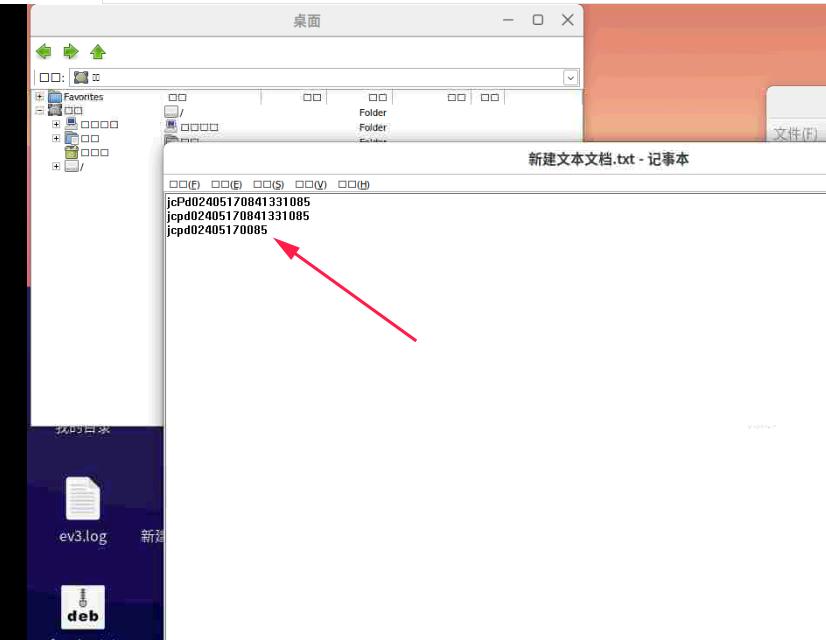 桌面
Favorites
/
Folder
Folder
Folder
/
文件(F)
新建文本文档.txt - 记事本
(F) (E) (S) (V) (H)
jcPd02405170841331085
jcpd02405170841331085
jcpd02405170085
我的目录
ev3.log
新建
deb